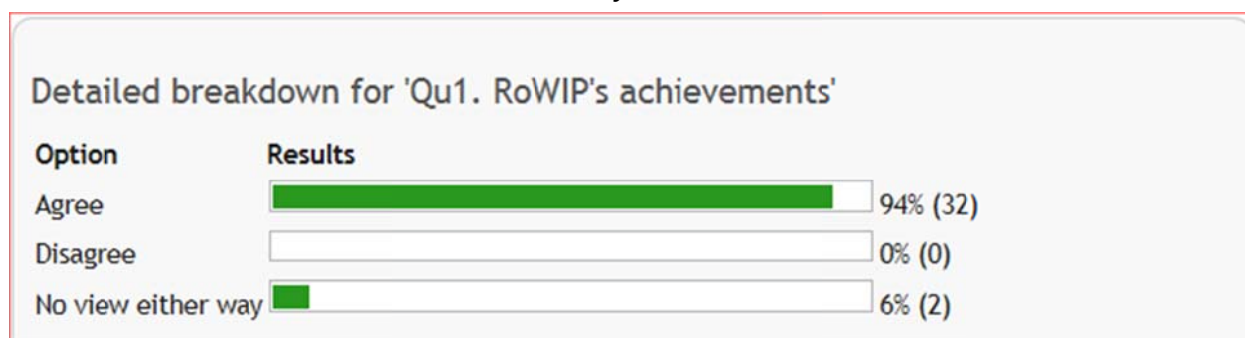 Detailed breakdown for 'Qu1. RoWIP's achievements'
Option Results
Agree 94% (32)
Disagree 0% (0)
No view either way 6% (2)